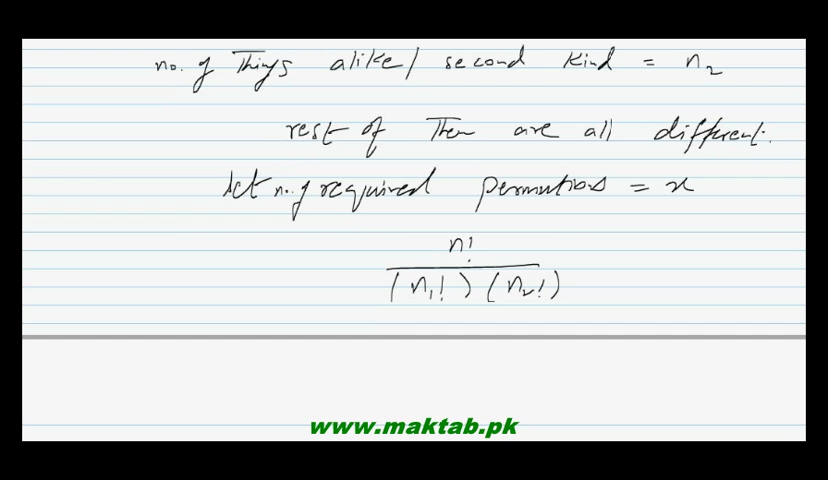 no. of Things alike / second kind = n₂
rest of Them are all different.
let no. of required permutions = x
n!
(n₁!) (n₂!)
www.maktab.pk